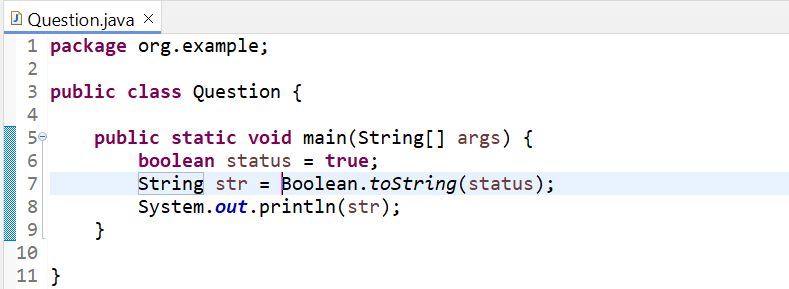 Question.java
1 package org.example;
2
3 public class Question {
4
5 public static void main(String[] args) {
6 boolean status = true;
7 String str = Boolean.toString(status);
8 System.out.println(str);
9 }
10
11 }